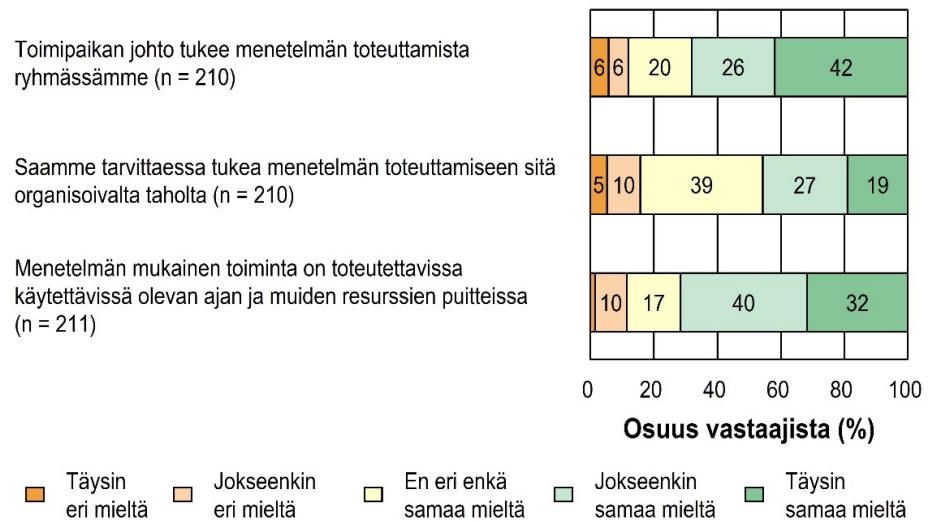 Toimipaikan johto tukee menetelmän toteuttamista
ryhmässämme (n = 210)
6 6 20 26 42
Saamme tarvittaessa tukea menetelmän toteuttamiseen sitä
organisoivalta taholta (n = 210)
5 10 39 27 19
Menetelmän mukainen toiminta on toteutettavissa
käytettävissä olevan ajan ja muiden resurssien puitteissa
(n = 211)
10 17 40 32
0 20 40 60 80 100
Osuus vastaajista (%)
Täysin
eri mieltä
Jokseenkin
eri mieltä
En eri enkä
samaa mieltä
Jokseenkin
samaa mieltä
Täysin
samaa mieltä